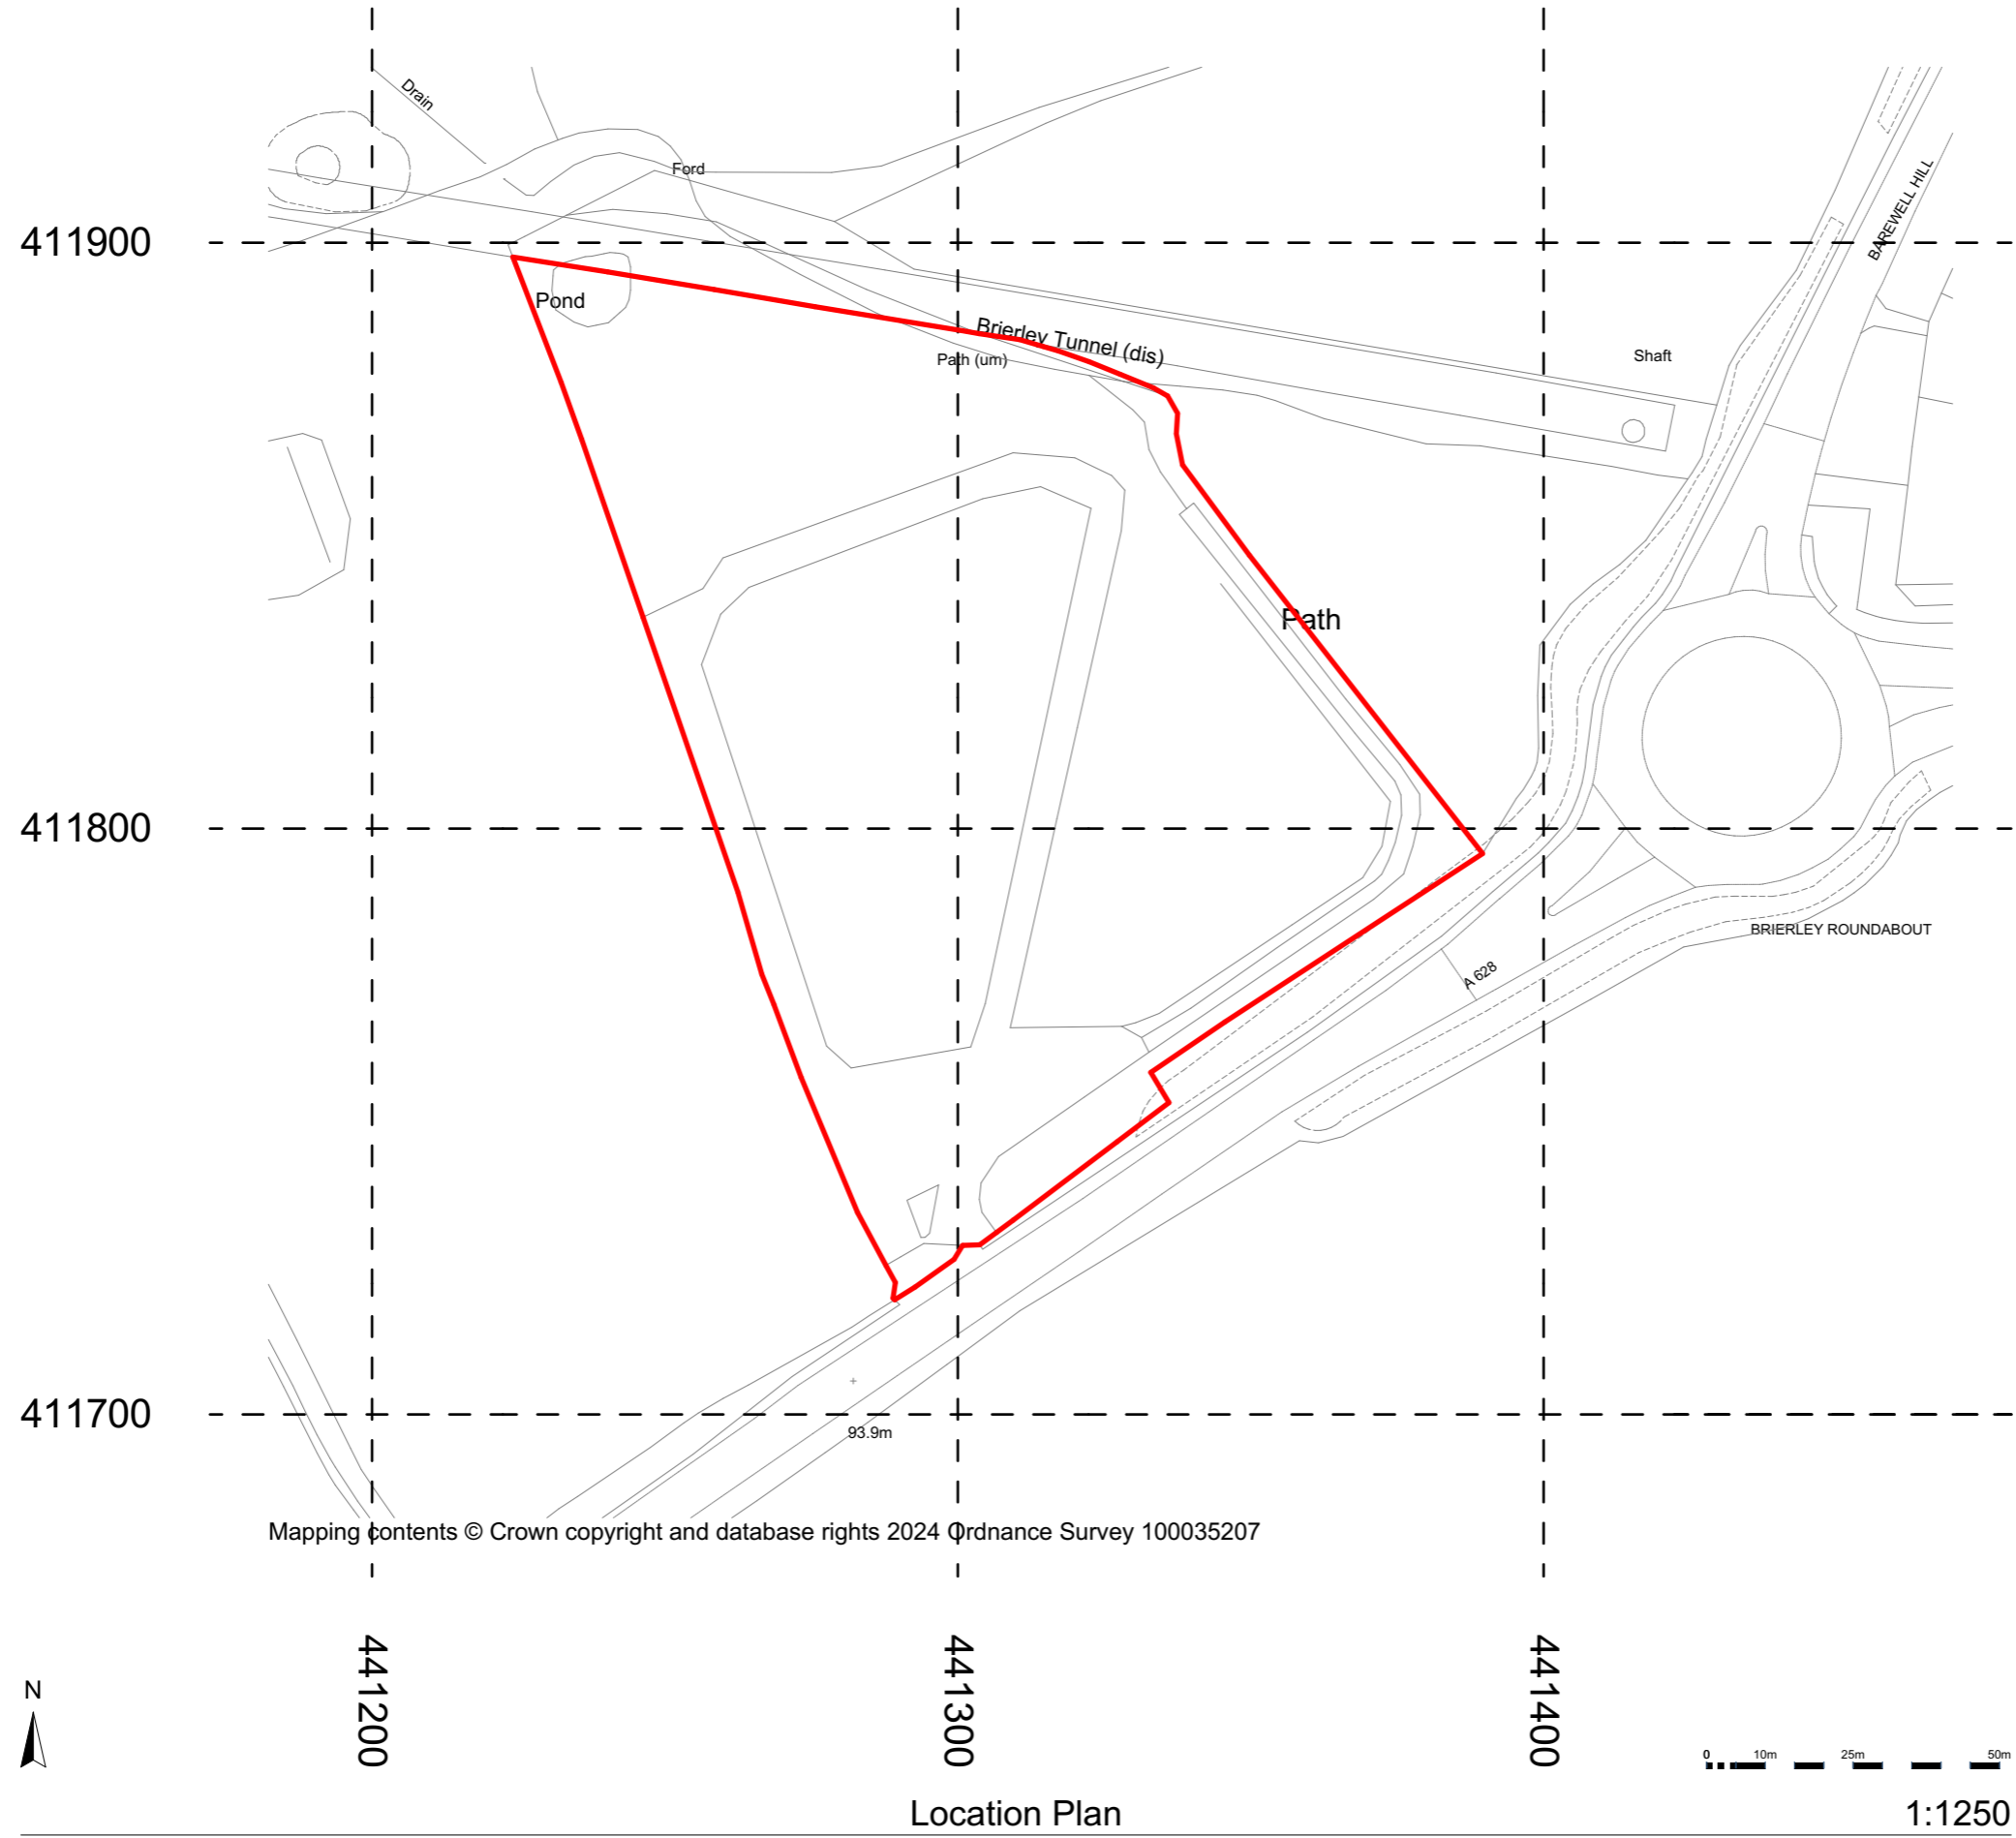 Drain
Ford
BAREWELL HILL
411900
Pond
Brierley Tunnel (dis)
Path (um)
Shaft
Path
411800
BRIERLEY ROUNDABOUT
A 628
411700
93.9m
Mapping contents © Crown copyright and database rights 2024 Ordnance Survey 100035207
441200
441300
441400
N
0 10m 25m 50m
Location Plan
1:1250